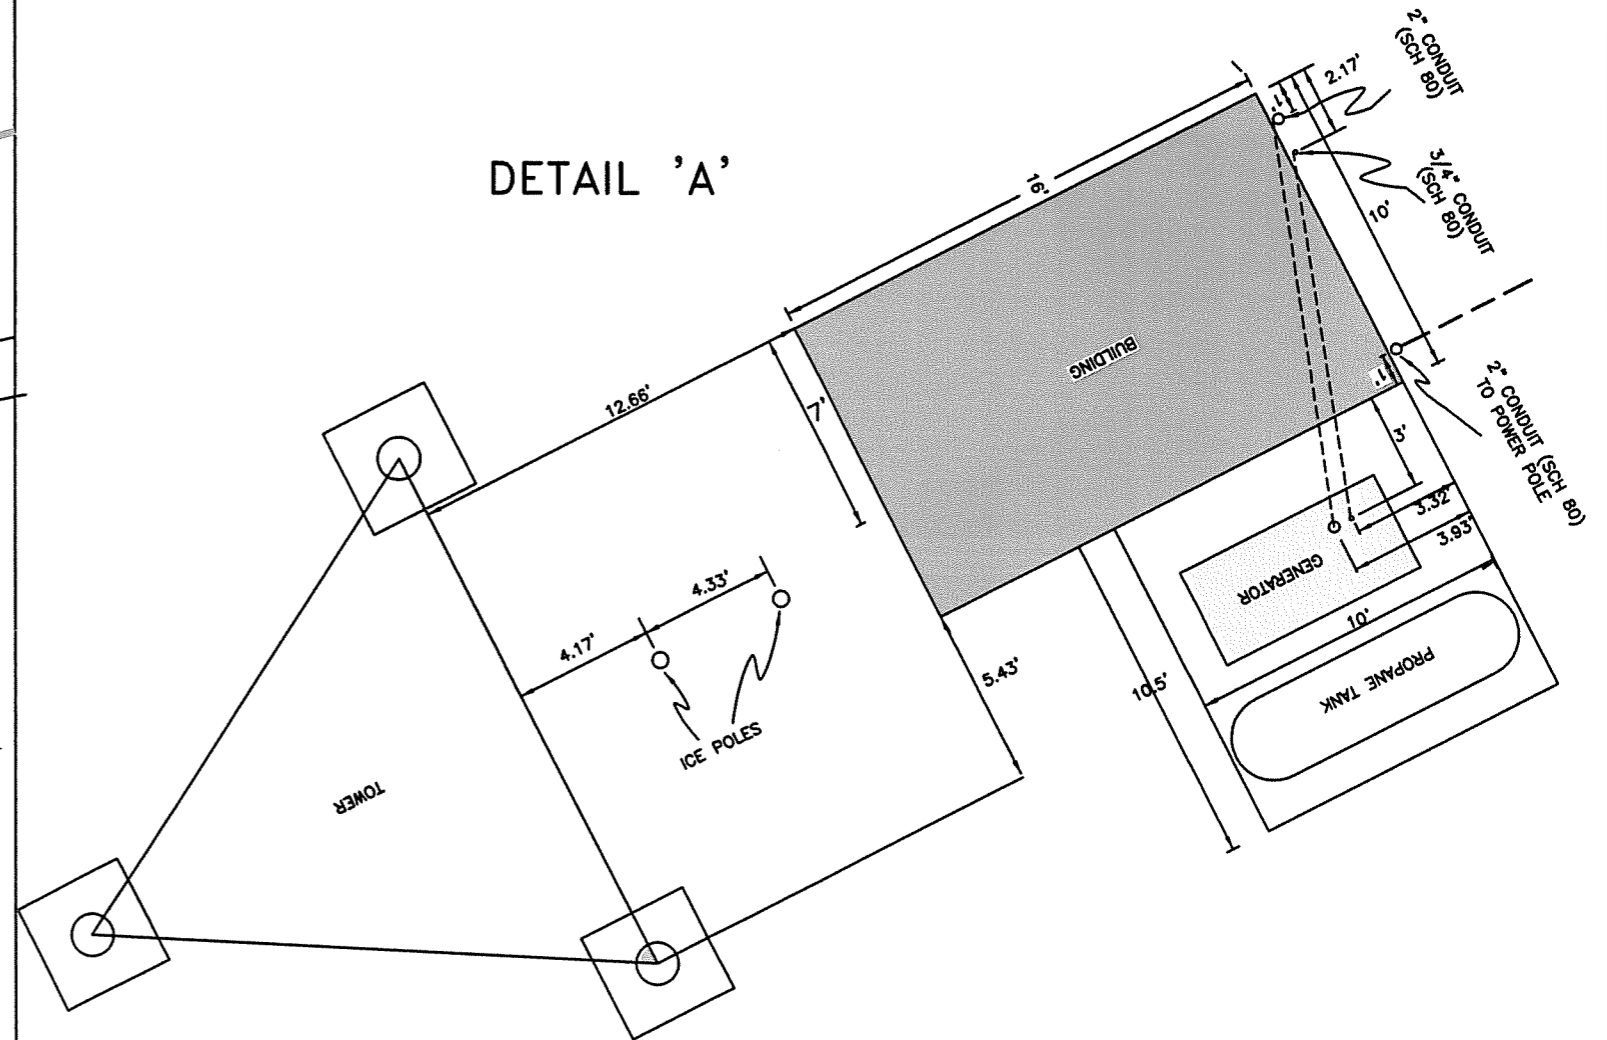 DETAIL 'A'
2" CONDUIT
(SCH 80)
2.17'
1'
3/4" CONDUIT
(SCH 80)
16'
10'
BUILDING
12.66'
7'
1'
2" CONDUIT (SCH 80)
TO POWER POLE
3'
3.32'
3.93'
GENERATOR
10'
PROPANE TANK
4.33'
4.17'
5.43'
10.5'
ICE POLES
TOWER